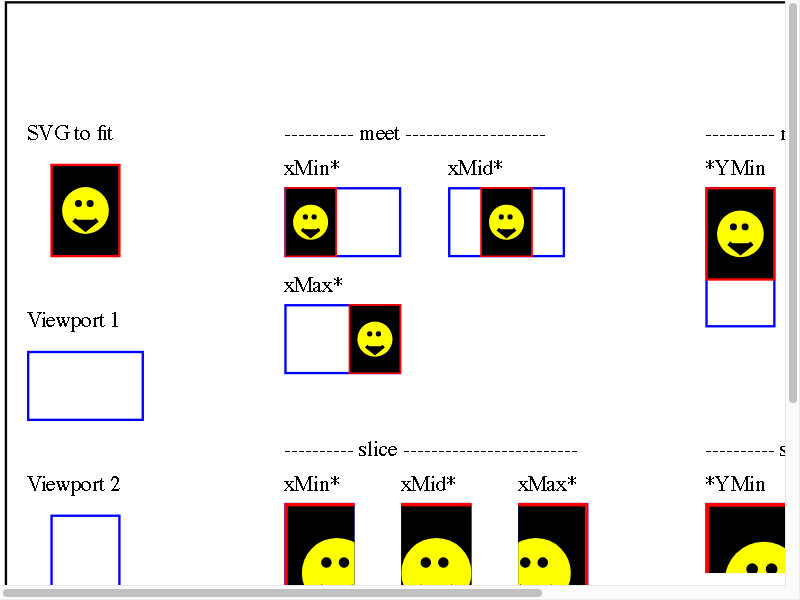 SVG to fit
---------- meet --------------------
----------
xMin*
xMid*
*YMin
xMax*
Viewport 1
---------- slice -------------------------
----------
Viewport 2
xMin*
xMid*
xMax*
*YMin